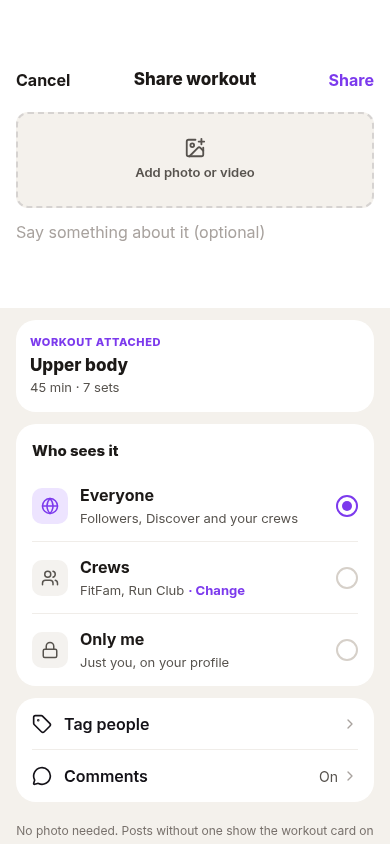 Cancel
Share workout
Share
Add photo or video
Say something about it (optional)
WORKOUT ATTACHED
Upper body
45 min · 7 sets
Who sees it
Everyone
Followers, Discover and your crews
Crews
FitFam, Run Club · Change
Only me
Just you, on your profile
Tag people
Comments
On
No photo needed. Posts without one show the workout card on